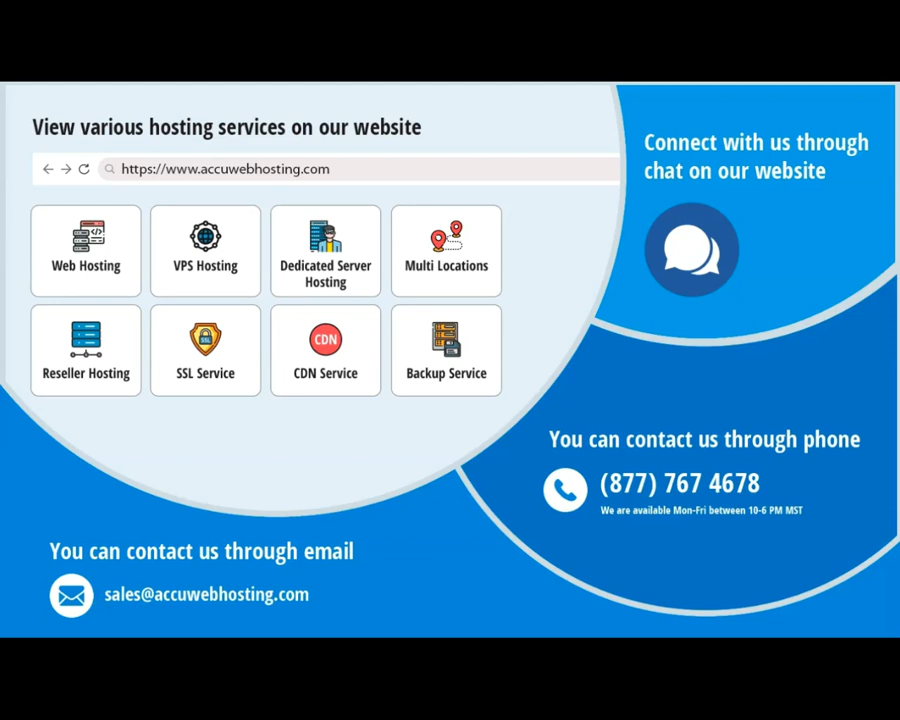 View various hosting services on our website
https://www.accuwebhosting.com
Web Hosting
VPS Hosting
Dedicated Server
Hosting
Multi Locations
Reseller Hosting
SSL
SSL Service
CDN
CDN Service
Backup Service
Connect with us through
chat on our website
You can contact us through phone
(877) 767 4678
We are available Mon-Fri between 10-6 PM MST
You can contact us through email
sales@accuwebhosting.com